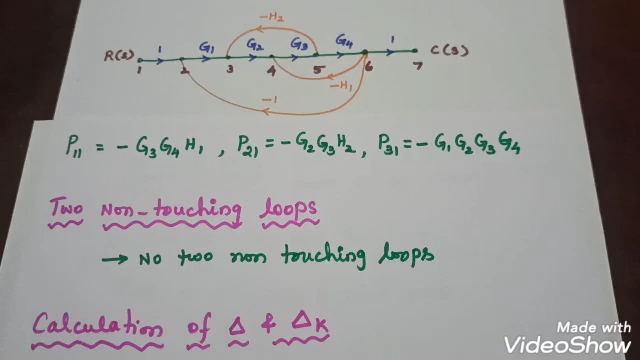 -H2
1 G1 G2 G3 G4 1
R(s) C(s)
1 2 3 4 5 6 7
-H1
-1
P11 = - G3 G4 H1 , P21 = - G2 G3 H2 , P31 = - G1 G2 G3 G4
Two Non-touching loops
→ No two non touching loops
Calculation of Δ & ΔK
Made with
VideoShow